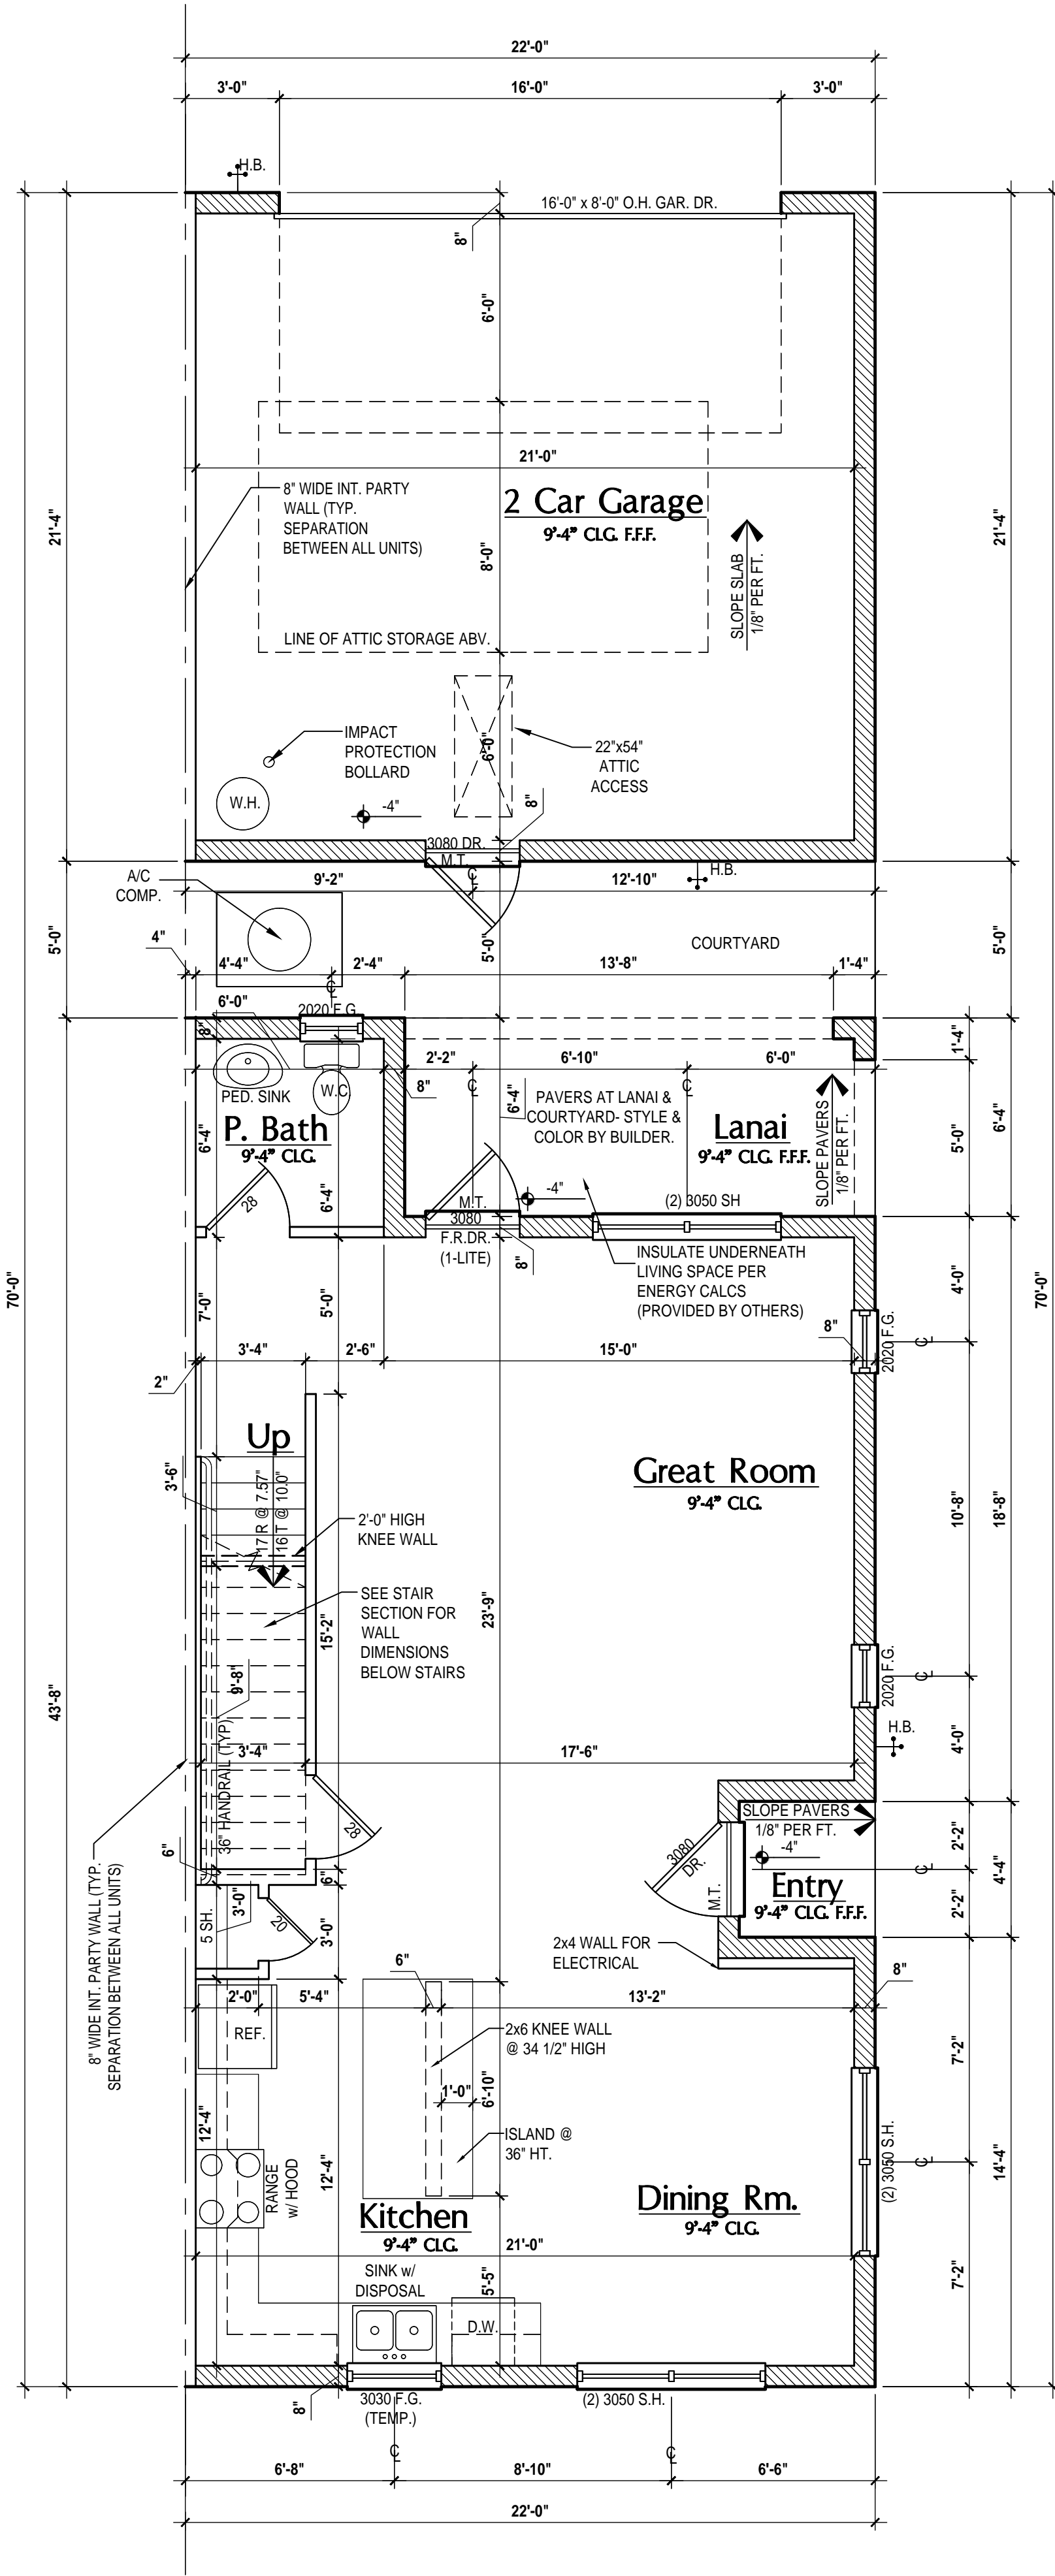 22'-0"
3'-0"
16'-0"
3'-0"
H.B.
16'-0" x 8'-0" O.H. GAR. DR.
8"
6'-0"
21'-0"
8" WIDE INT. PARTY
WALL (TYP.
SEPARATION
BETWEEN ALL UNITS)
2 Car Garage
9'-4" CLG. F.F.F.
21'-4"
21'-4"
8'-0"
SLOPE SLAB
1/8" PER FT.
LINE OF ATTIC STORAGE ABV.
IMPACT
PROTECTION
BOLLARD
6'-0"
22"x54"
ATTIC
ACCESS
W.H.
-4"
8"
3080 DR.
M.T.
H.B.
A/C
COMP.
9'-2"
12'-10"
5'-0"
4"
5'-0"
COURTYARD
5'-0"
4'-4"
2'-4"
13'-8"
1'-4"
6'-0"
2020 F.G.
8"
1'-4"
2'-2"
6'-10"
6'-0"
PED. SINK
W.C.
8"
6'-4"
PAVERS AT LANAI &
COURTYARD- STYLE &
COLOR BY BUILDER.
P. Bath
9'-4" CLG.
Lanai
9'-4" CLG. F.F.F.
SLOPE PAVERS
1/8" PER FT.
6'-4"
5'-0"
6'-4"
28
6'-4"
M.T.
-4"
(2) 3050 SH
3080
F.R.DR.
(1-LITE)
8"
INSULATE UNDERNEATH
LIVING SPACE PER
ENERGY CALCS
(PROVIDED BY OTHERS)
70'-0"
70'-0"
7'-0"
5'-0"
4'-0"
8"
2020 F.G.
3'-4"
2'-6"
15'-0"
2"
Up
Great Room
9'-4" CLG.
3'-6"
17 R @ 7.57"
16 T @ 10.0"
2'-0" HIGH
KNEE WALL
10'-8"
18'-8"
SEE STAIR
SECTION FOR
WALL
DIMENSIONS
BELOW STAIRS
15'-2"
23'-9"
43'-8"
9'-8"
2020 F.G.
36" HANDRAIL (TYP)
H.B.
4'-0"
3'-4"
17'-6"
28
SLOPE PAVERS
1/8" PER FT.
-4"
2'-2"
4'-4"
6"
3080
DR.
M.T.
Entry
9'-4" CLG. F.F.F.
2'-2"
8" WIDE INT. PARTY WALL (TYP.
SEPARATION BETWEEN ALL UNITS)
6"
5 SH.
3'-0"
20
3'-0"
2x4 WALL FOR
ELECTRICAL
6"
8"
2'-0"
5'-4"
13'-2"
REF.
2x6 KNEE WALL
@ 34 1/2" HIGH
7'-2"
1'-0"
6'-10"
12'-4"
ISLAND @
36" HT.
RANGE
w/ HOOD
12'-4"
(2) 3050 S.H.
14'-4"
Kitchen
9'-4" CLG.
Dining Rm.
9'-4" CLG.
21'-0"
SINK w/
DISPOSAL
5'-5"
7'-2"
D.W.
8"
3030 F.G.
(TEMP.)
(2) 3050 S.H.
6'-8"
8'-10"
6'-6"
22'-0"